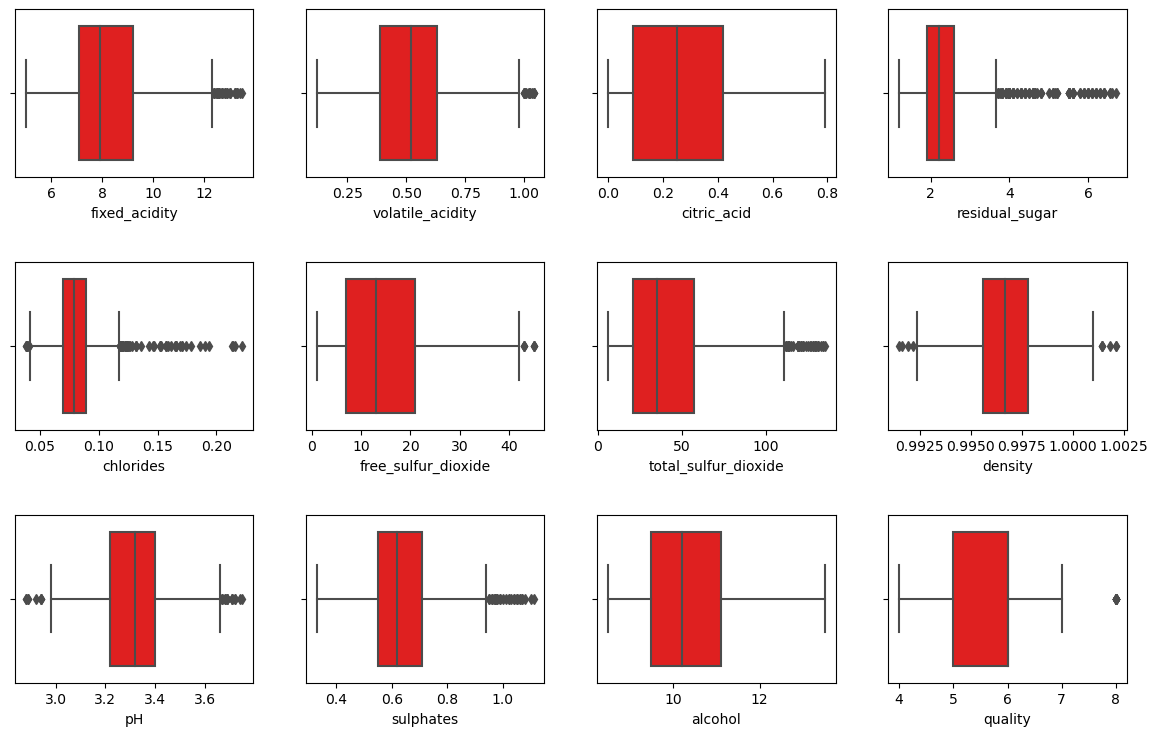 6 8 10 12 0.25 0.50 0.75 1.00 0.0 0.2 0.4 0.6 0.8 2 4 6
fixed_acidity volatile_acidity citric_acid residual_sugar
0.05 0.10 0.15 0.20 0 10 20 30 40 0 50 100 0.9925 0.9950 0.9975 1.0000 1.0025
chlorides free_sulfur_dioxide total_sulfur_dioxide density
3.0 3.2 3.4 3.6 0.4 0.6 0.8 1.0 10 12 4 5 6 7 8
pH sulphates alcohol quality